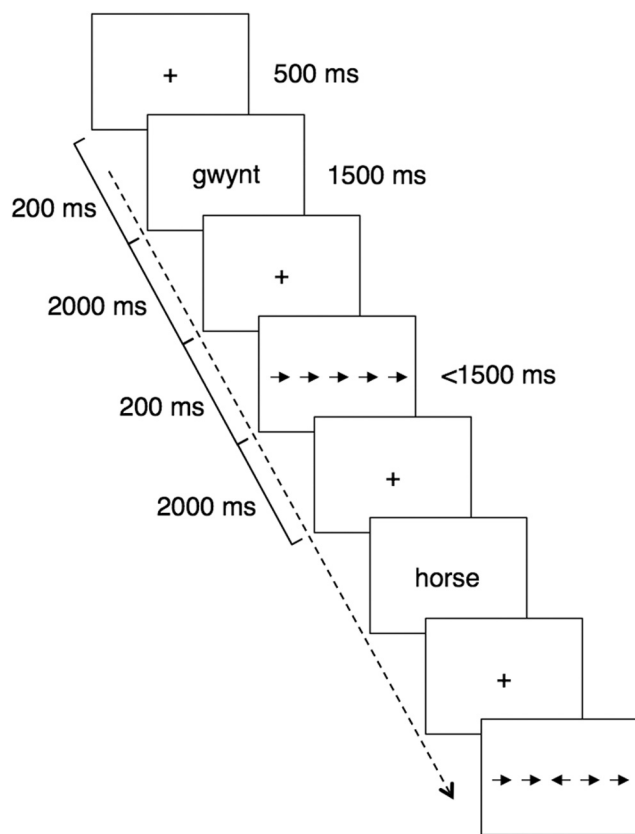 +
500 ms
gwynt
1500 ms
200 ms
+
2000 ms
→ → → → →
<1500 ms
200 ms
+
2000 ms
horse
+
→ → ← → →